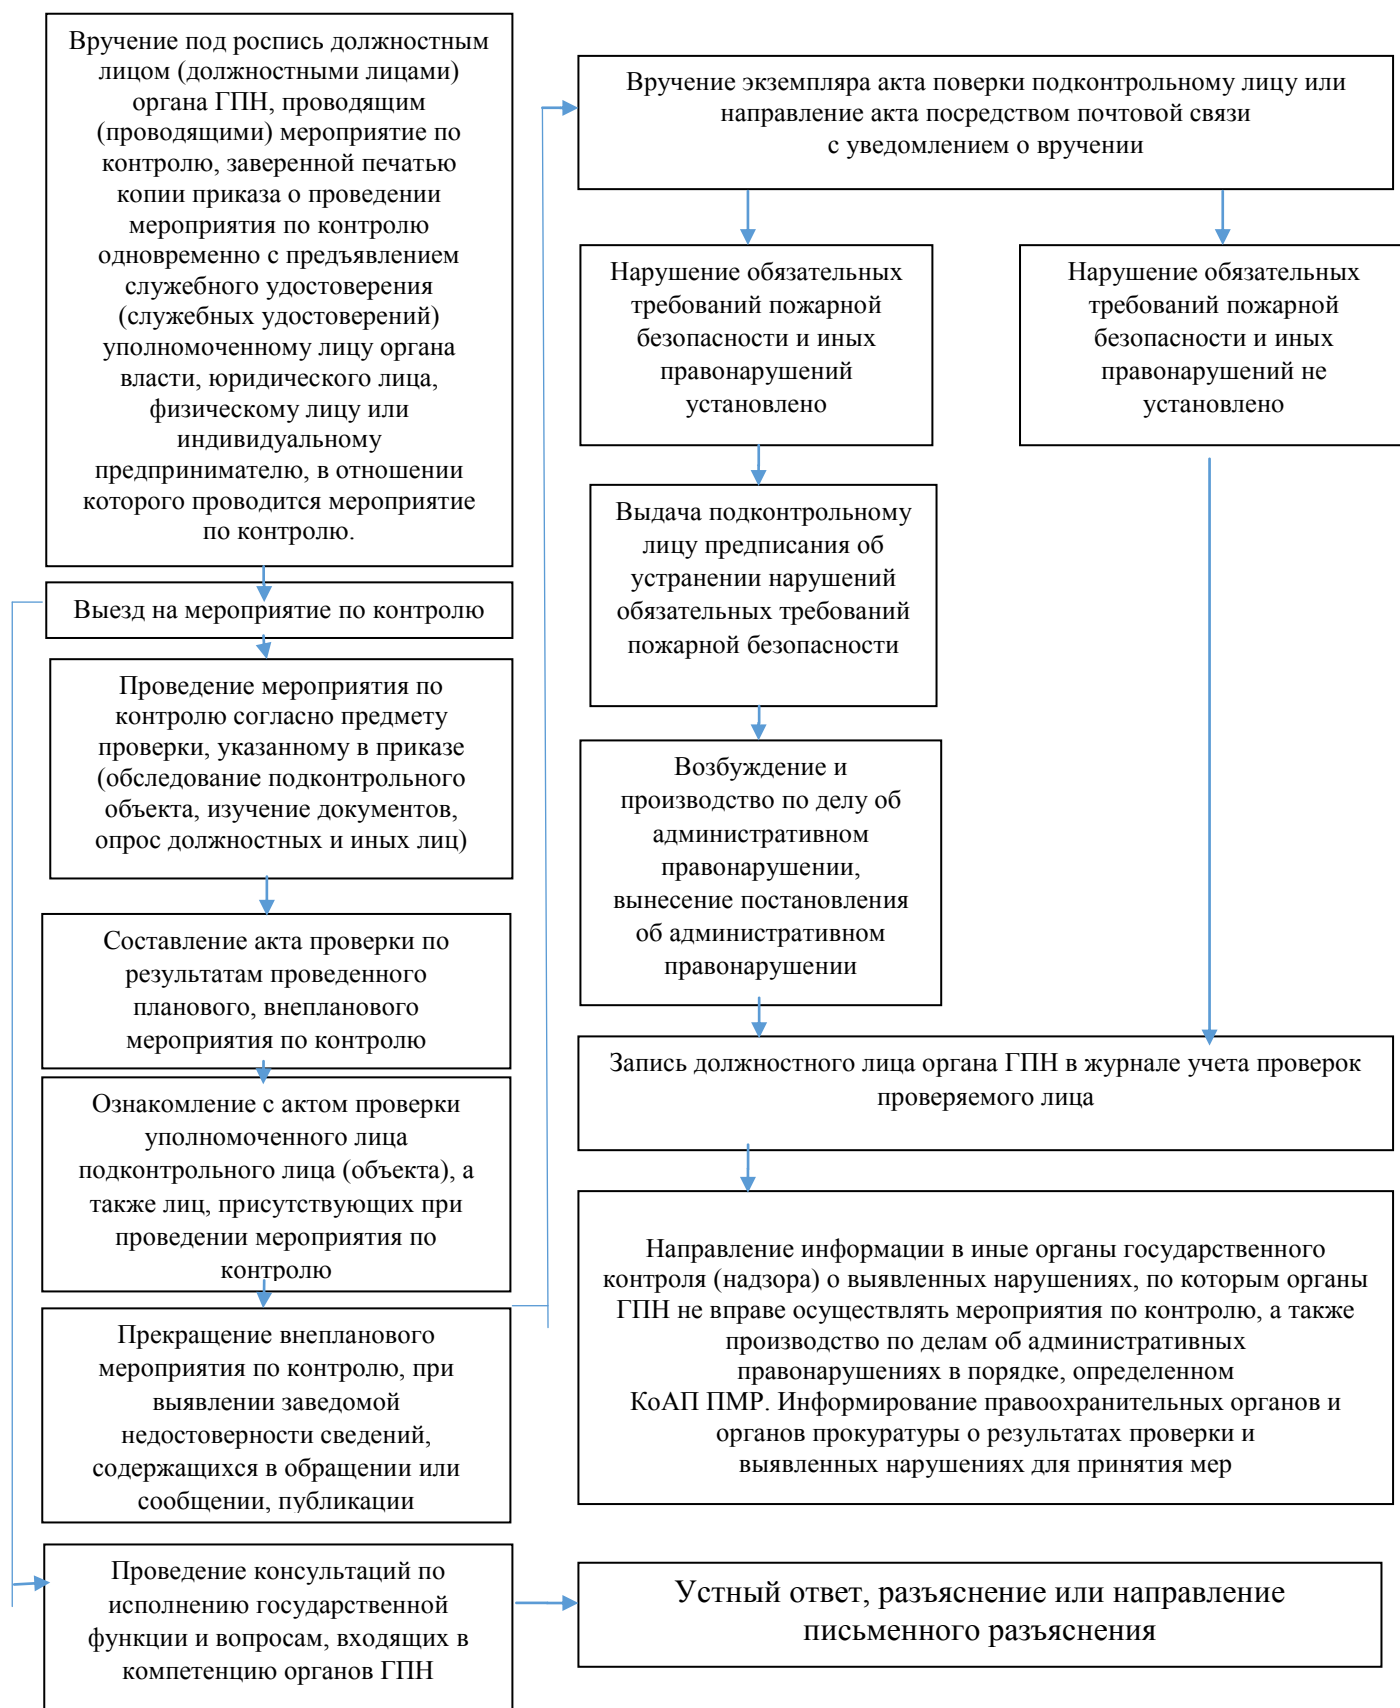 Вручение под роспись должностным
лицом (должностными лицами)
органа ГПН, проводящим
(проводящими) мероприятие по
контролю, заверенной печатью
копии приказа о проведении
мероприятия по контролю
одновременно с предъявлением
служебного удостоверения
(служебных удостоверений)
уполномоченному лицу органа
власти, юридического лица,
физическому лицу или
индивидуальному
предпринимателю, в отношении
которого проводится мероприятие
по контролю.
Выезд на мероприятие по контролю
Проведение мероприятия по
контролю согласно предмету
проверки, указанному в приказе
(обследование подконтрольного
объекта, изучение документов,
опрос должностных и иных лиц)
Составление акта проверки по
результатам проведенного
планового, внепланового
мероприятия по контролю
Ознакомление с актом проверки
уполномоченного лица
подконтрольного лица (объекта), а
также лиц, присутствующих при
проведении мероприятия по
контролю
Прекращение внепланового
мероприятия по контролю, при
выявлении заведомой
недостоверности сведений,
содержащихся в обращении или
сообщении, публикации
Проведение консультаций по
исполнению государственной
функции и вопросам, входящих в
компетенцию органов ГПН
Вручение экземпляра акта поверки подконтрольному лицу или
направление акта посредством почтовой связи
с уведомлением о вручении
Нарушение обязательных
требований пожарной
безопасности и иных
правонарушений
установлено
Нарушение обязательных
требований пожарной
безопасности и иных
правонарушений не
установлено
Выдача подконтрольному
лицу предписания об
устранении нарушений
обязательных требований
пожарной безопасности
Возбуждение и
производство по делу об
административном
правонарушении,
вынесение постановления
об административном
правонарушении
Запись должностного лица органа ГПН в журнале учета проверок
проверяемого лица
Направление информации в иные органы государственного
контроля (надзора) о выявленных нарушениях, по которым органы
ГПН не вправе осуществлять мероприятия по контролю, а также
производство по делам об административных
правонарушениях в порядке, определенном
КоАП ПМР. Информирование правоохранительных органов и
органов прокуратуры о результатах проверки и
выявленных нарушениях для принятия мер
Устный ответ, разъяснение или направление
письменного разъяснения